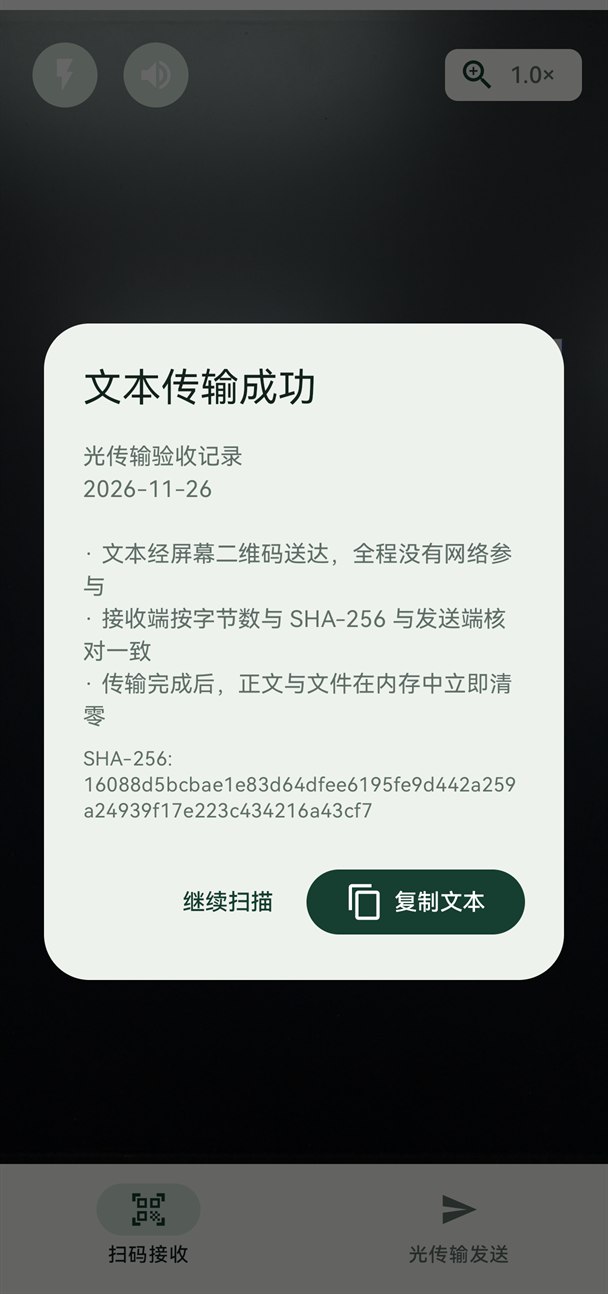 1.0×
文本传输成功
光传输验收记录
2026-11-26
· 文本经屏幕二维码送达，全程没有网络参
与
· 接收端按字节数与 SHA-256 与发送端核
对一致
· 传输完成后，正文与文件在内存中立即清
零
SHA-256:
16088d5bcbae1e83d64dfee6195fe9d442a259
a24939f17e223c434216a43cf7
继续扫描
复制文本
扫码接收
光传输发送